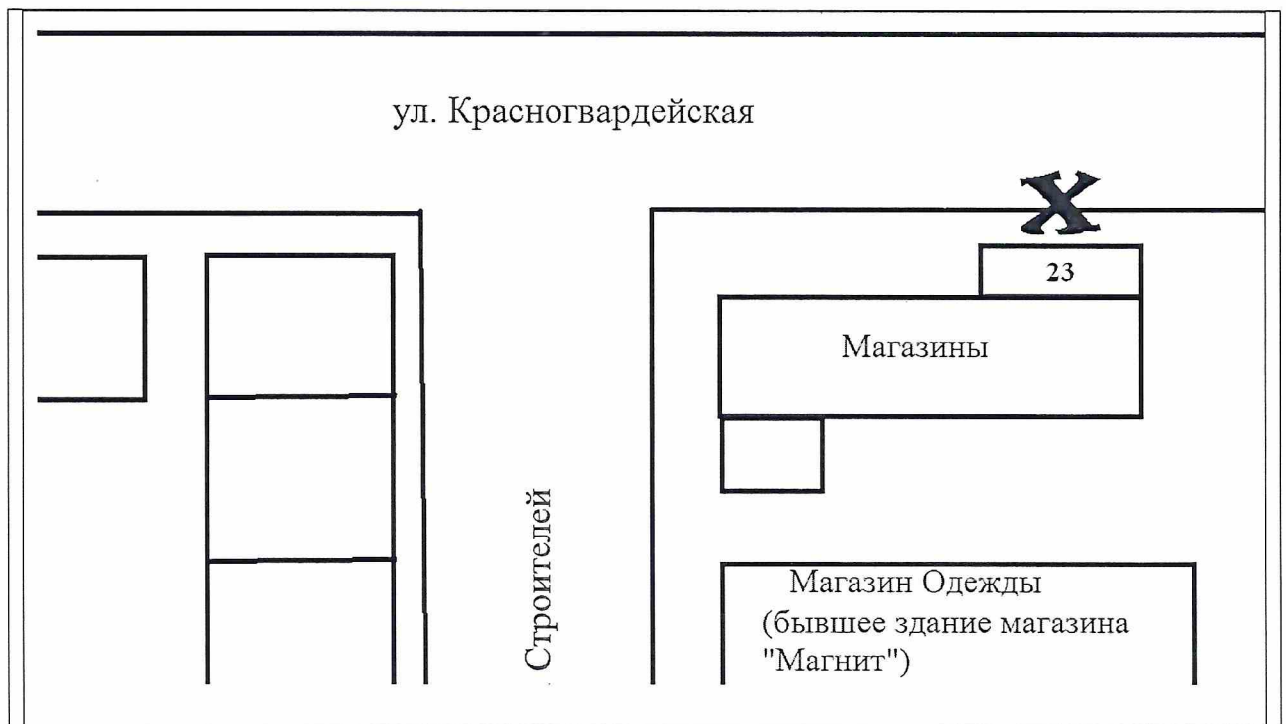 ул. Красногвардейская
X
23
Магазины
Строителей
Магазин Одежды
(бывшее здание магазина
"Магнит")